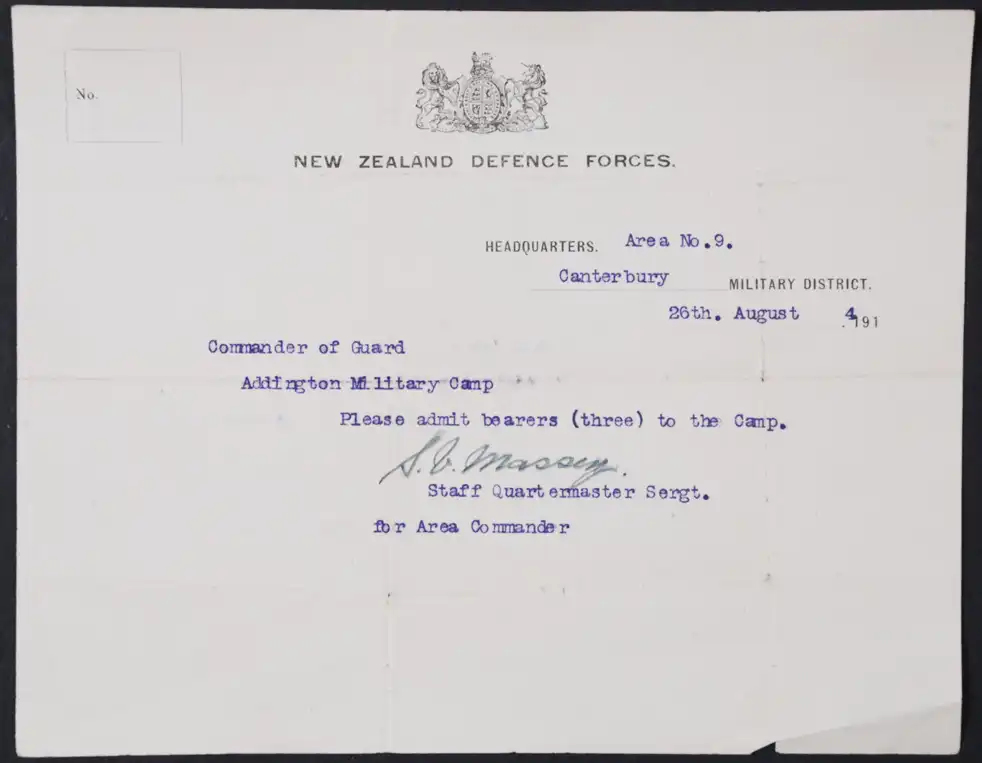 No.
NEW ZEALAND DEFENCE FORCES.
HEADQUARTERS. Area No.9.
Canterbury MILITARY DISTRICT.
26th. August 4 .191
Commander of Guard
Addington Military Camp
Please admit bearers (three) to the Camp.
S. C. Massey.
Staff Quartermaster Sergt.
for Area Commander